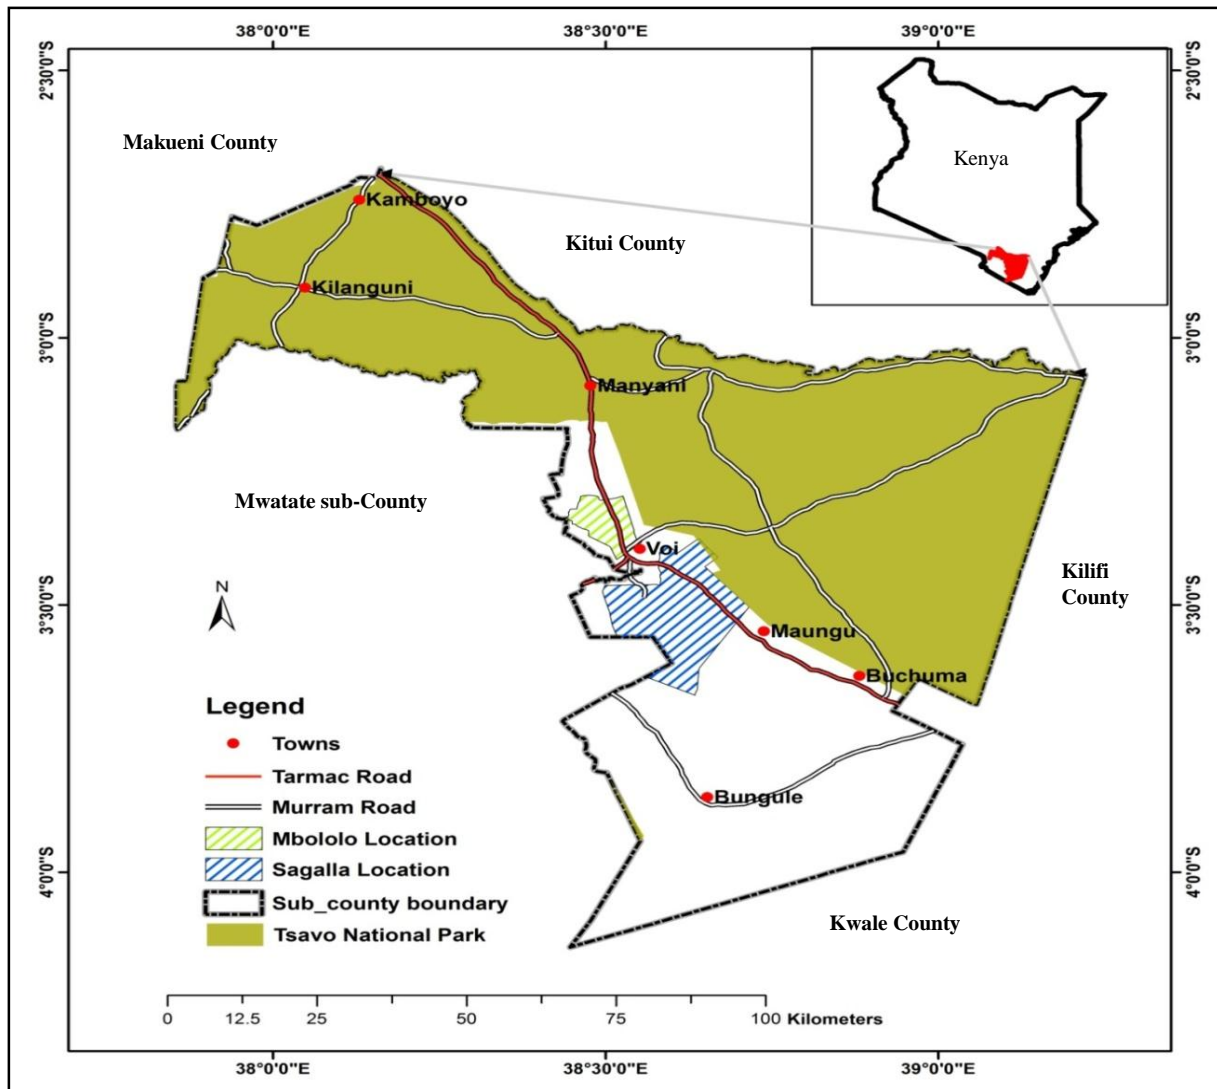 38°0'0"E
38°30'0"E
39°0'0"E
2°30'0"S
2°30'0"S
Makueni County
Kenya
Kamboyo
Kitui County
Kilanguni
3°0'0"S
3°0'0"S
Manyani
Mwatate sub-County
Voi
N
Kilifi
County
3°30'0"S
3°30'0"S
Maungu
Buchuma
Legend
Towns
Tarmac Road
Murram Road
Bungule
Mbololo Location
Sagalla Location
Sub_county boundary
Tsavo National Park
4°0'0"S
4°0'0"S
Kwale County
0 12.5 25 50 75 100 Kilometers
38°0'0"E
38°30'0"E
39°0'0"E